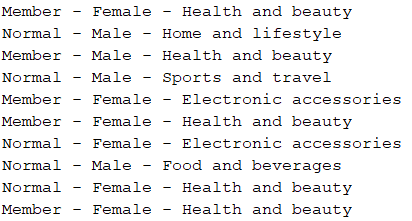 Member - Female - Health and beauty
Normal - Male - Home and lifestyle
Member - Male - Health and beauty
Normal - Male - Sports and travel
Member - Female - Electronic accessories
Member - Female - Health and beauty
Normal - Female - Electronic accessories
Normal - Male - Food and beverages
Normal - Female - Health and beauty
Member - Female - Health and beauty